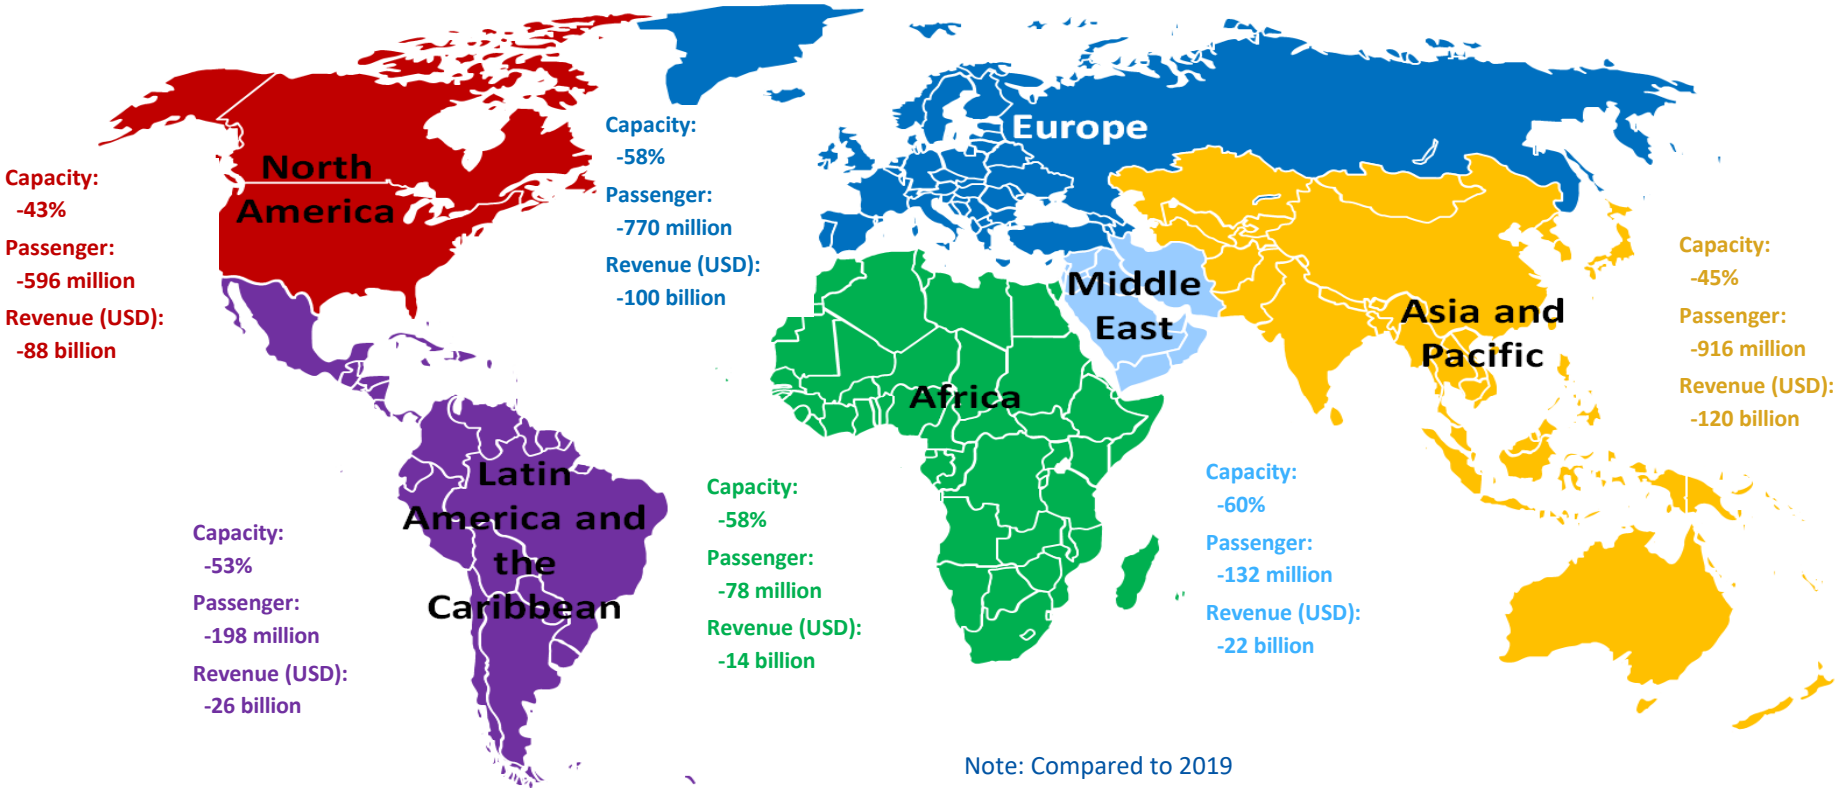 Capacity:
-43%
Passenger:
-596 million
Revenue (USD):
-88 billion
North
America
Capacity:
-58%
Passenger:
-770 million
Revenue (USD):
-100 billion
Europe
Middle
East
Asia and
Pacific
Capacity:
-45%
Passenger:
-916 million
Revenue (USD):
-120 billion
Africa
Latin
America and
the
Caribbean
Capacity:
-53%
Passenger:
-198 million
Revenue (USD):
-26 billion
Capacity:
-58%
Passenger:
-78 million
Revenue (USD):
-14 billion
Capacity:
-60%
Passenger:
-132 million
Revenue (USD):
-22 billion
Note: Compared to 2019